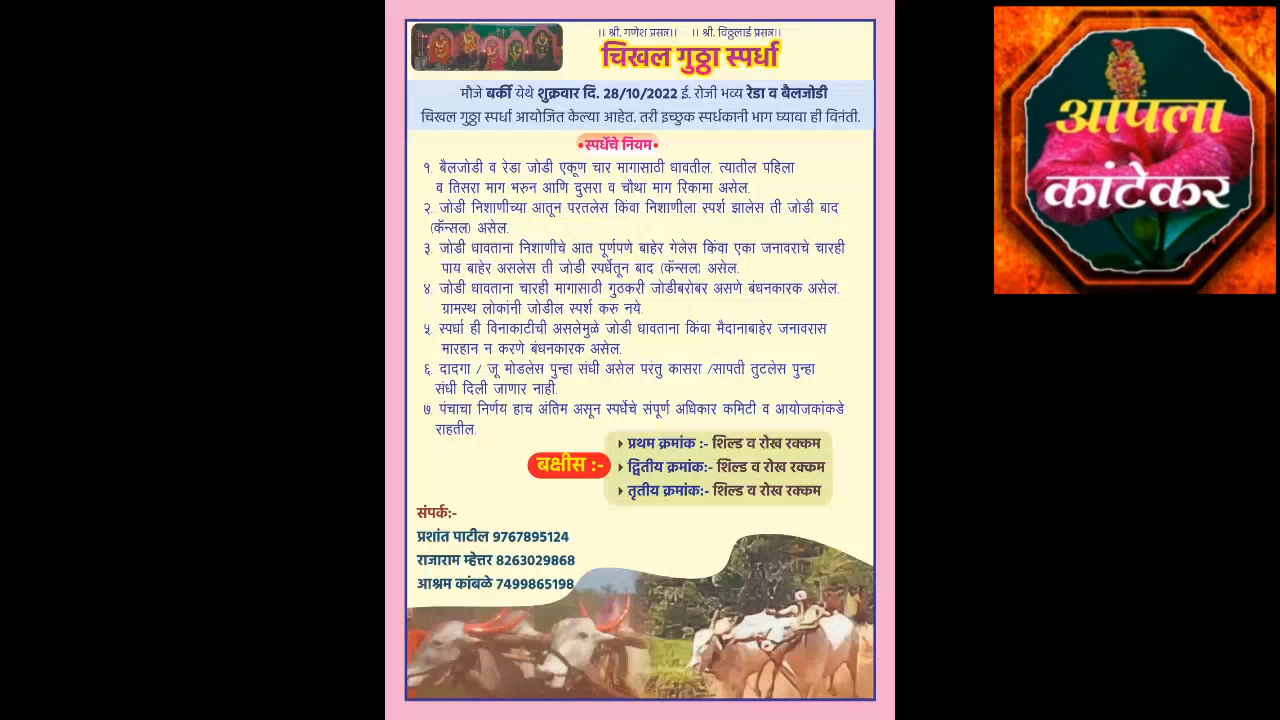 ।। श्री. गणेश प्रसन्न।। ।। श्री. विठ्ठलाई प्रसन्न।।
चिखल गुठ्ठा स्पर्धा
मौजे बर्की येथे शुक्रवार दि. 28/10/2022 ई. रोजी भव्य रेडा व बैलजोडी
चिखल गुठ्ठा स्पर्धा आयोजित केल्या आहेत. तरी इच्छुक स्पर्धकानी भाग घ्यावा ही विनंती.
•स्पर्धेचे नियम•
१. बैलजोडी व रेडा जोडी एकूण चार मागासाठी धावतील. त्यातील पहिला
व तिसरा माग भरुन आणि दुसरा व चौथा माग रिकामा असेल.
२. जोडी निशाणीच्या आतून परतलेस किंवा निशाणीला स्पर्श झालेस ती जोडी बाद
(कॅन्सल) असेल.
३. जोडी धावताना निशाणीचे आत पूर्णपणे बाहेर गेलेस किंवा एका जनावराचे चारही
पाय बाहेर असलेस ती जोडी स्पर्धेतून बाद (कॅन्सल) असेल.
४. जोडी धावताना चारही मागासाठी गुठकरी जोडीबरोबर असणे बंधनकारक असेल.
ग्रामस्थ लोकांनी जोडील स्पर्श करु नये.
५. स्पर्धा ही विनाकाटीची असलेमुळे जोडी धावताना किंवा मैदानाबाहेर जनावरास
मारहान न करणे बंधनकारक असेल.
६. दादगा / जू मोडलेस पुन्हा संधी असेल परंतु कासरा /सापती तुटलेस पुन्हा
संधी दिली जाणार नाही.
७. पंचाचा निर्णय हाच अंतिम असून स्पर्धेचे संपूर्ण अधिकार कमिटी व आयोजकांकडे
राहतील.
बक्षीस :-
प्रथम क्रमांक :- शिल्ड व रोख रक्कम
द्वितीय क्रमांक:- शिल्ड व रोख रक्कम
तृतीय क्रमांक:- शिल्ड व रोख रक्कम
संपर्क:-
प्रशांत पाटील 9767895124
राजाराम म्हेत्तर 8263029868
आश्रम कांबळे 7499865198
आपला
कांटेकर